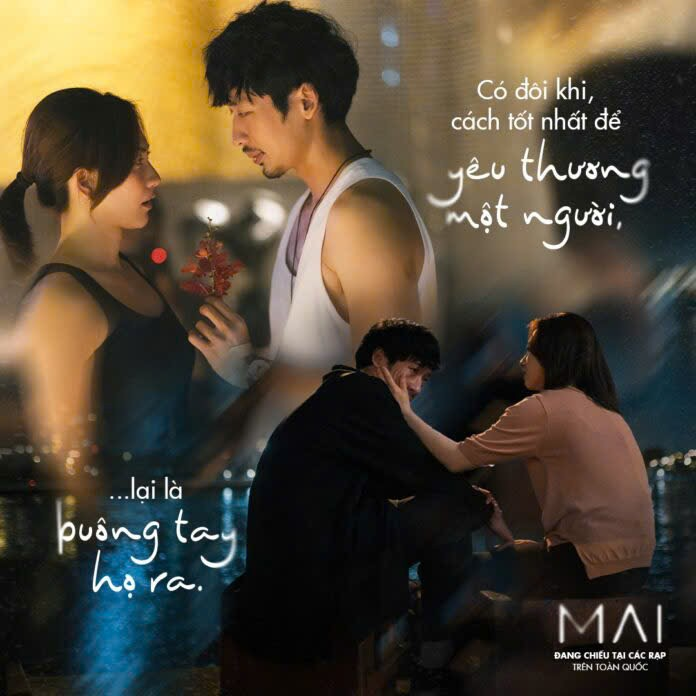 Có đôi khi,
cách tốt nhất để
yêu thương
một người,
...lại là
buông tay
họ ra.
MAI
ĐANG CHIẾU TẠI CÁC RẠP
TRÊN TOÀN QUỐC